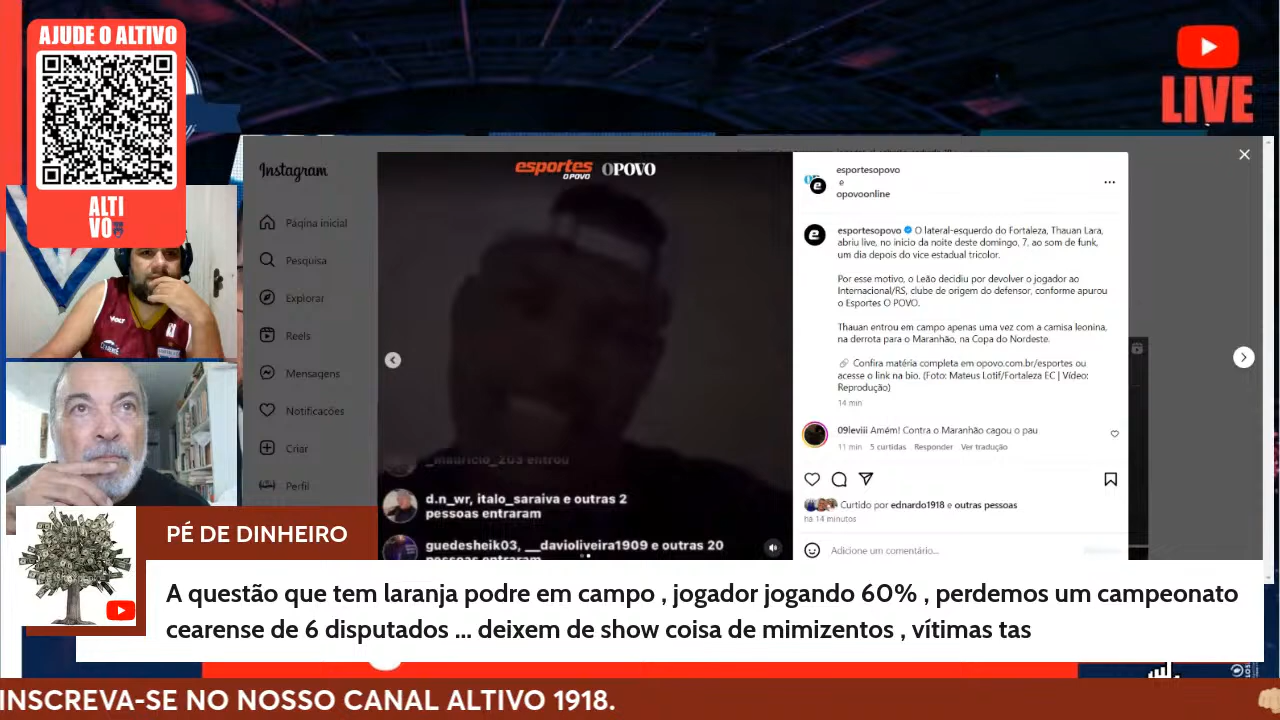 AJUDE O ALTIVO
ALTI
VO
LIVE
Instagram
Página inicial
Pesquisa
Explorar
Reels
Mensagens
Notificações
Criar
Perfil
esportes O POVO
O POVO
_mauricio_203 entrou
d.n_wr, italo_saraiva e outras 2
pessoas entraram
guedesheik03, __davioliveira1909 e outras 20
pessoas entraram
esportesopovo
e
opovoonline
esportesopovo O lateral-esquerdo do Fortaleza, Thauan Lara,
abriu live, no início da noite deste domingo, 7, ao som de funk,
um dia depois do vice estadual tricolor.
Por esse motivo, o Leão decidiu por devolver o jogador ao
Internacional/RS, clube de origem do defensor, conforme apurou
o Esportes O POVO.
Thauan entrou em campo apenas uma vez com a camisa leonina,
na derrota para o Maranhão, na Copa do Nordeste.
🔗 Confira matéria completa em opovo.com.br/esportes ou
acesse o link na bio. (Foto: Mateus Lotif/Fortaleza EC | Vídeo:
Reprodução)
14 min
09leviii Amém! Contra o Maranhão cagou o pau
11 min 5 curtidas Responder Ver tradução
Curtido por ednardo1918 e outras pessoas
há 14 minutos
Adicione um comentário...
VOLT
PÉ DE DINHEIRO
A questão que tem laranja podre em campo , jogador jogando 60% , perdemos um campeonato
cearense de 6 disputados ... deixem de show coisa de mimizentos , vítimas tas
INSCREVA-SE NO NOSSO CANAL ALTIVO 1918.